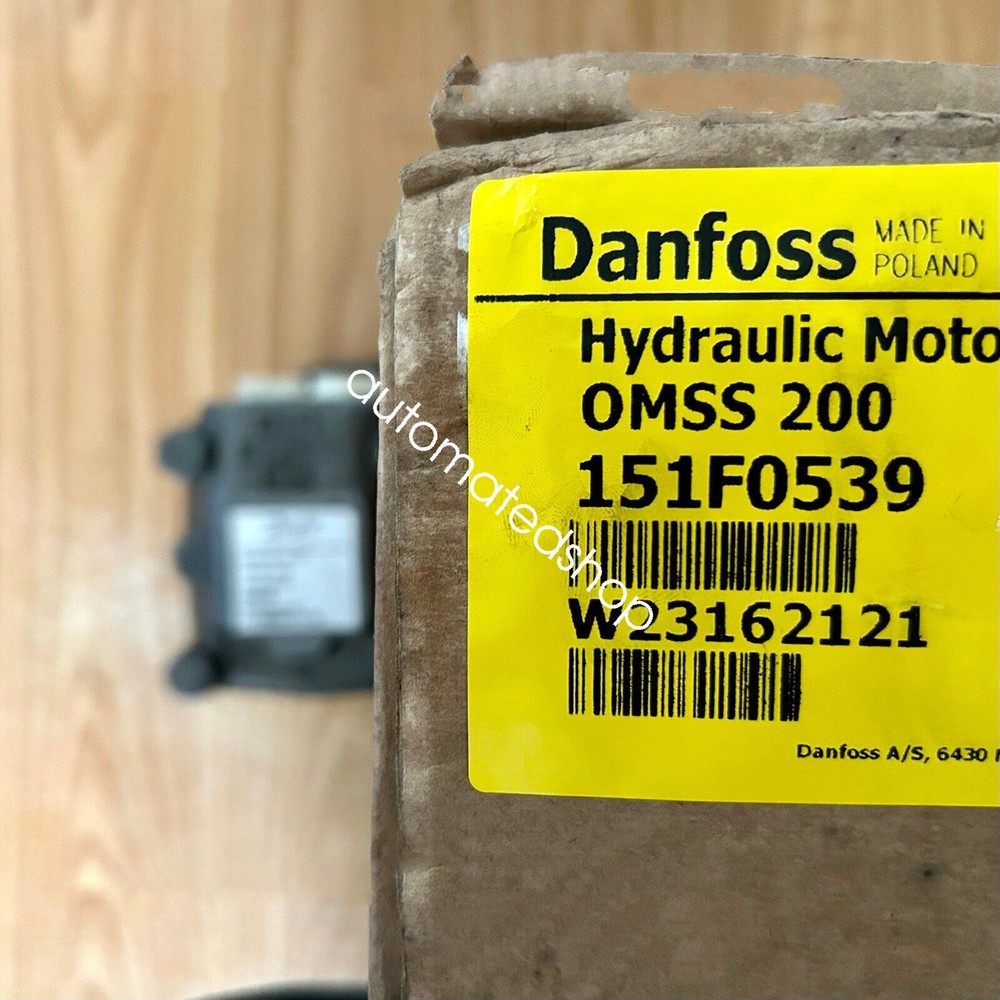 Danfoss
MADE IN
POLAND
Hydraulic Moto
OMSS 200
151F0539
W23162121
Danfoss A/S, 6430
automatedshop